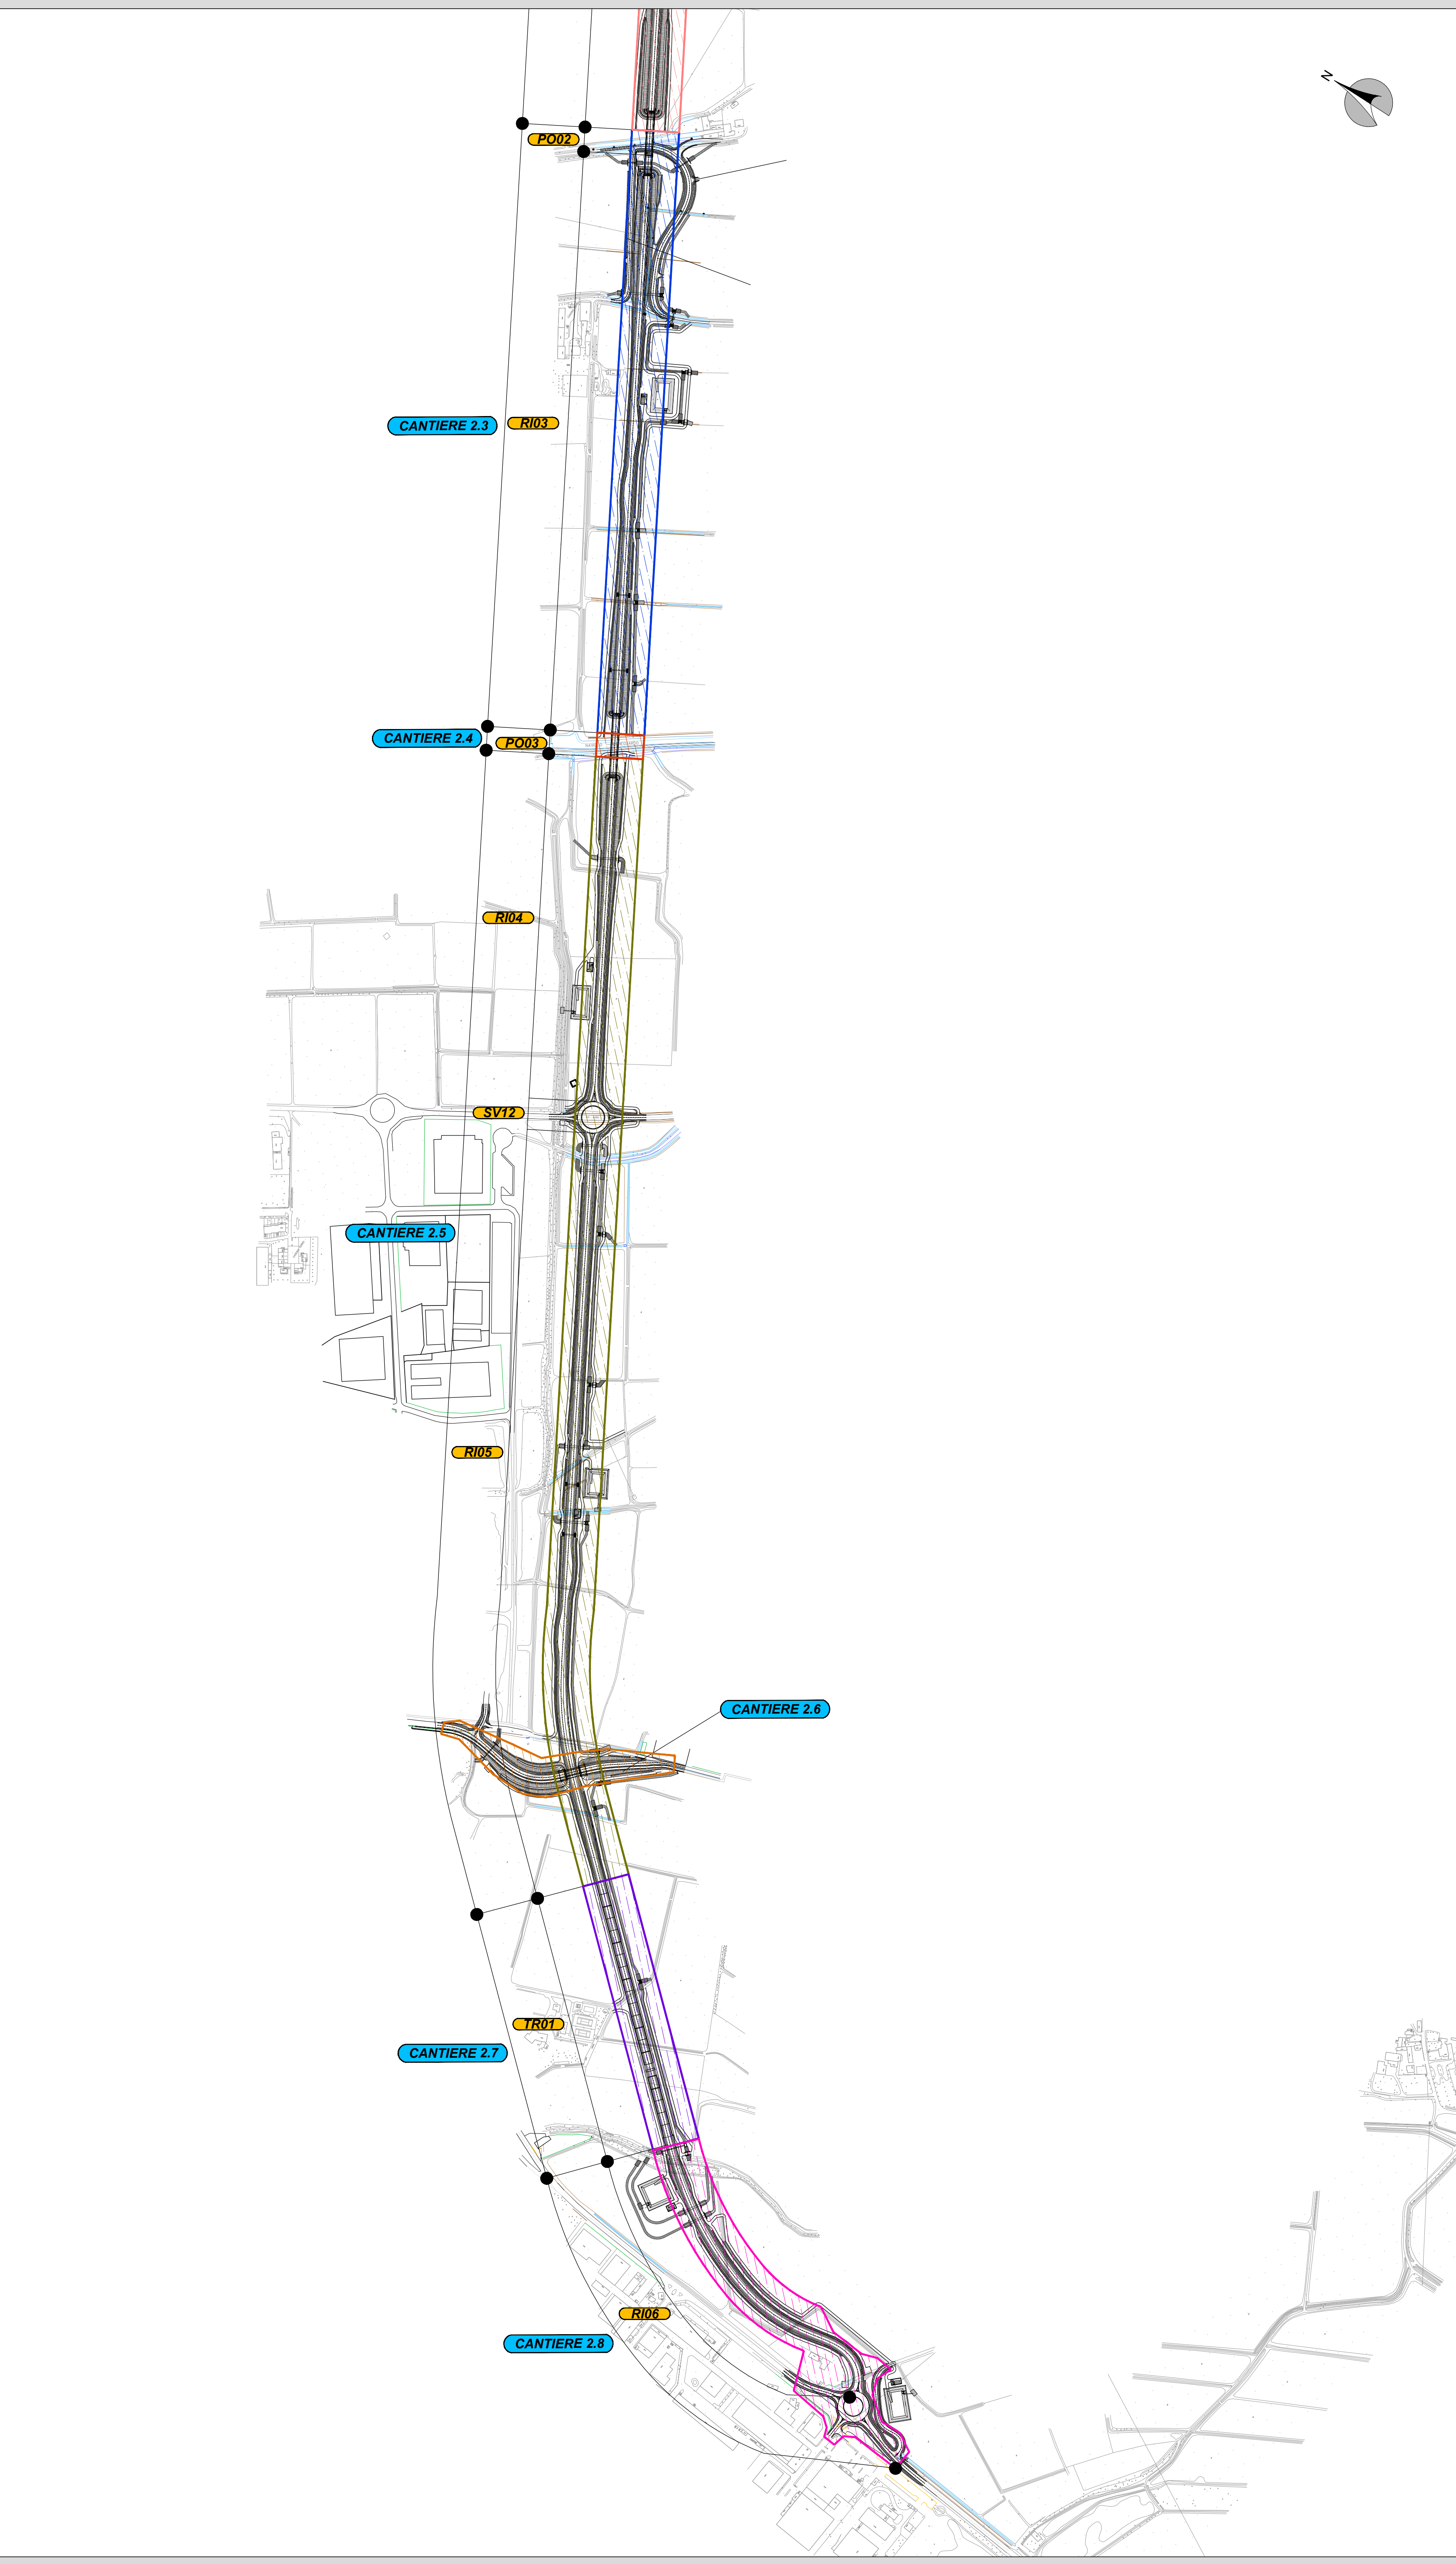 N
PO02
CANTIERE 2.3
RI03
CANTIERE 2.4
PO03
RI04
SV12
CANTIERE 2.5
RI05
CANTIERE 2.6
TR01
CANTIERE 2.7
RI06
CANTIERE 2.8